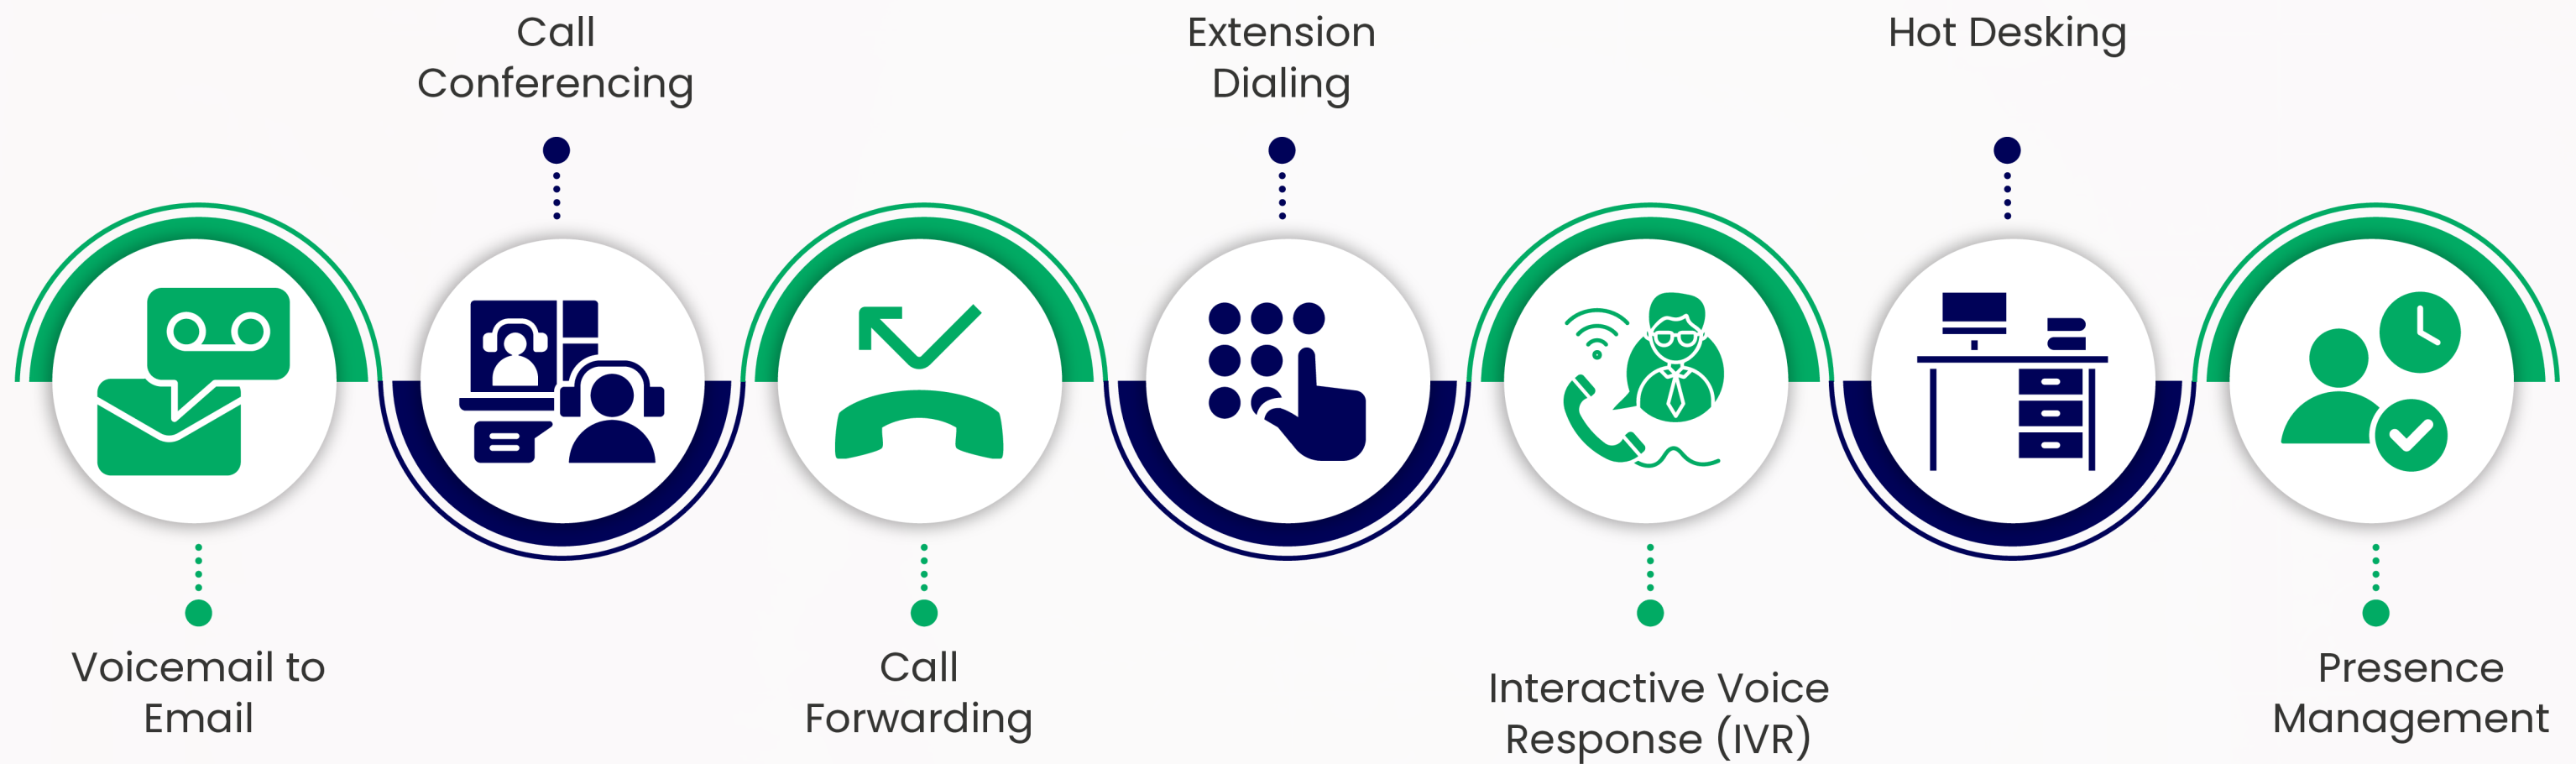 Call
Conferencing
Extension
Dialing
Hot Desking
Voicemail to
Email
Call
Forwarding
Interactive Voice
Response (IVR)
Presence
Management